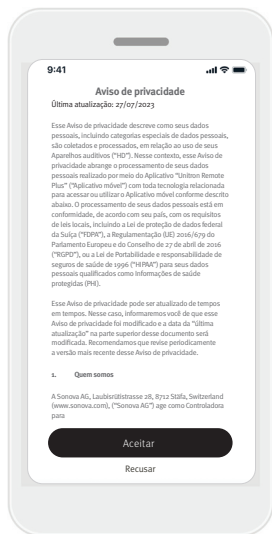 9:41
Aviso de privacidade
Última atualização: 27/07/2023
Esse Aviso de privacidade descreve como seus dados
pessoais, incluindo categorias especiais de dados pessoais,
são coletados e processados, em relação ao uso de seus
Aparelhos auditivos ("HD"). Nesse contexto, esse Aviso de
privacidade abrange o processamento de seus dados
pessoais realizado por meio do Aplicativo "Unitron Remote
Plus" ("Aplicativo móvel") com toda tecnologia relacionada
para acessar ou utilizar o Aplicativo móvel conforme descrito
abaixo. O processamento de seus dados pessoais está em
conformidade, de acordo com seu país, com os requisitos
de leis locais, incluindo a Lei de proteção de dados federal
da Suíça ("FDPA"), a Regulamentação (UE) 2016/679 do
Parlamento Europeu e do Conselho de 27 de abril de 2016
("RGPD"), ou a Lei de Portabilidade e responsabilidade de
seguros de saúde de 1996 ("HIPAA") para seus dados
pessoais qualificados como Informações de saúde
protegidas (PHI).
Esse Aviso de privacidade pode ser atualizado de tempos
em tempos. Nesse caso, informaremos você de que esse
Aviso de privacidade foi modificado e a data da "última
atualização" na parte superior desse documento será
modificada. Recomendamos que revise periodicamente
a versão mais recente desse Aviso de privacidade.
1. Quem somos
A Sonova AG, Laubisrütistrasse 28, 8712 Stäfa, Switzerland
(www.sonova.com), ("Sonova AG") age como Controladora
para
Aceitar
Recusar